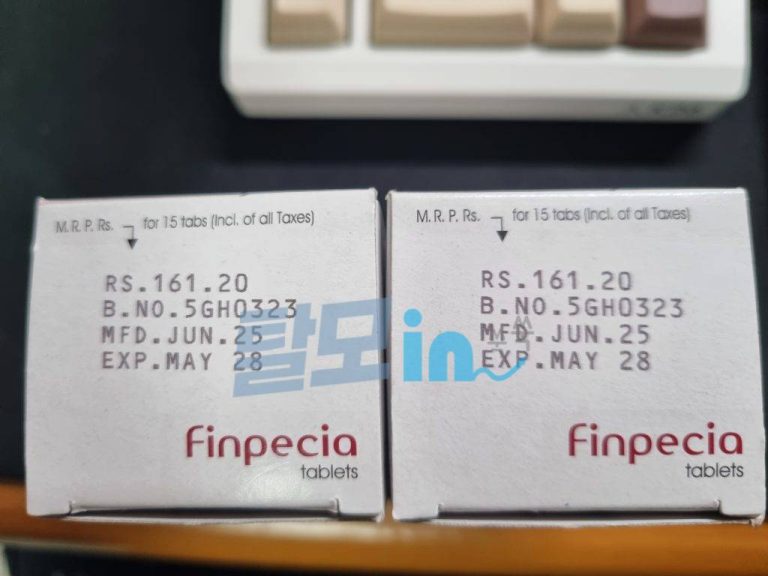 M.R.P. Rs. for 15 tabs (Incl. of all Taxes)
RS.161.20
B.NO.5GH0323
MFD.JUN.25
EXP.MAY 28
Finpecia
tablets
M.R.P. Rs. for 15 tabs (Incl. of all Taxes)
RS.161.20
B.NO.5GH0323
MFD.JUN.25
EXP.MAY 28
Finpecia
tablets
탈모in